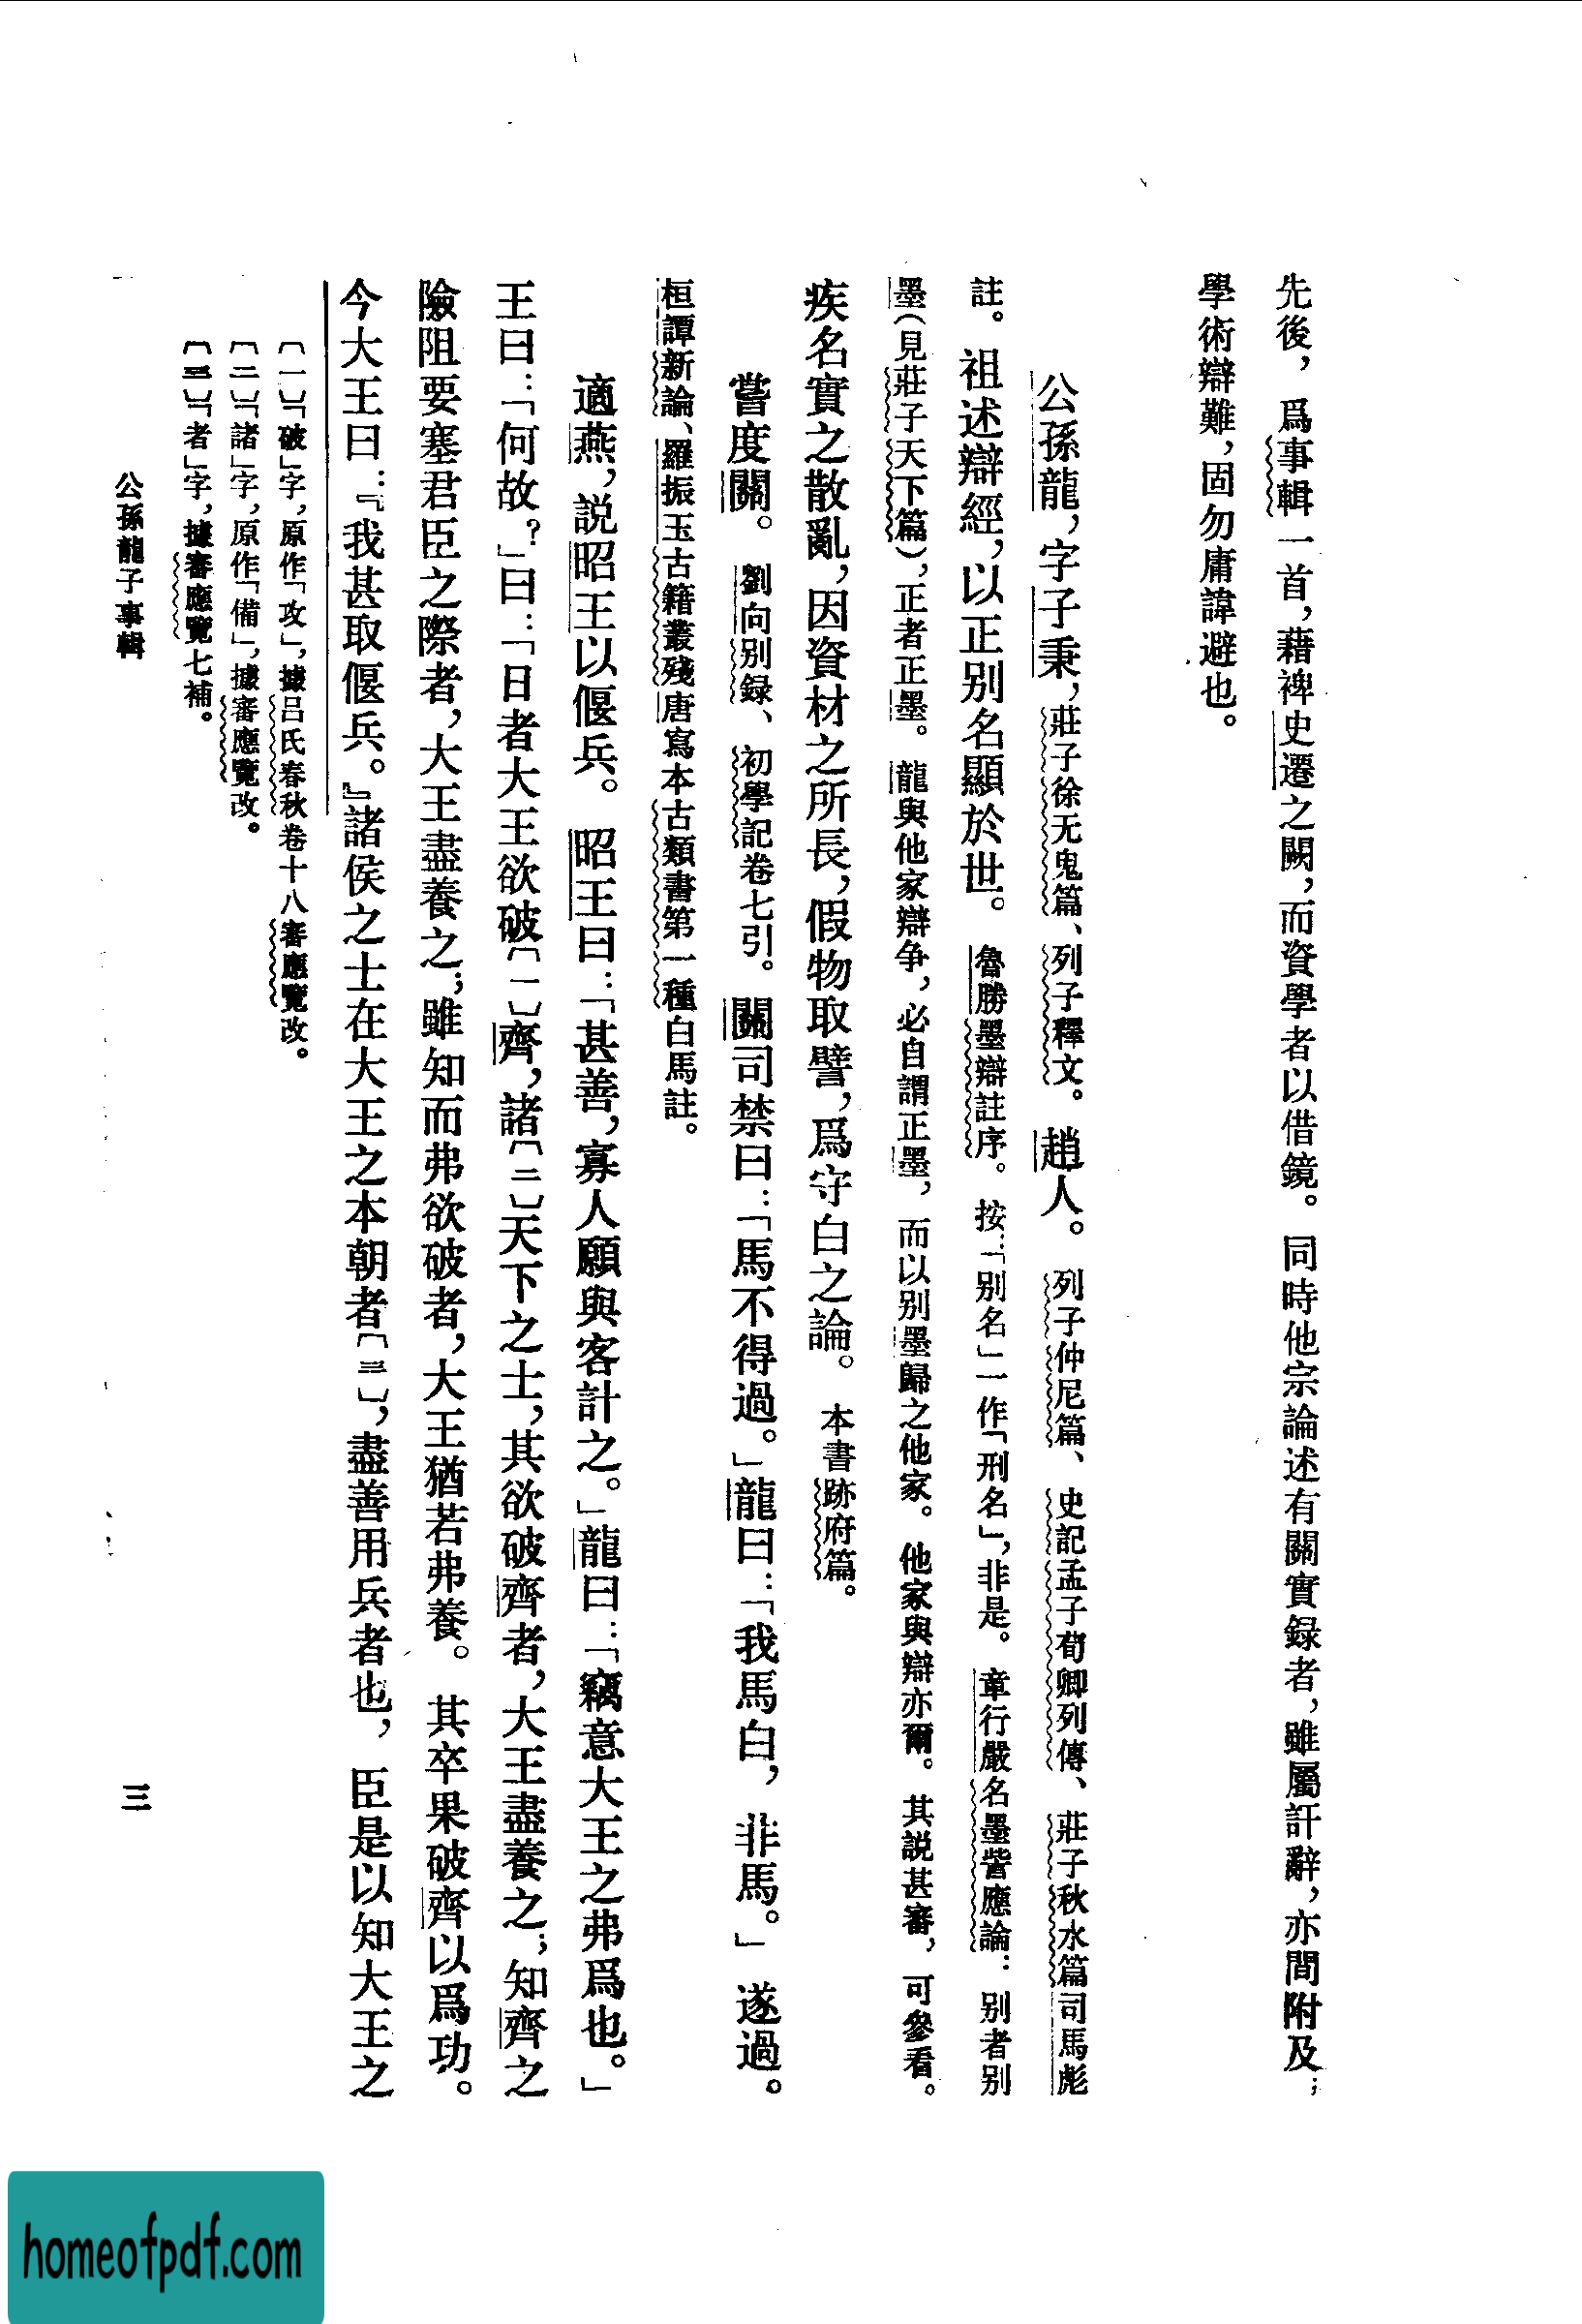 先後，爲事輯一首，藉裨史遷之闕，而資學者以借鏡。同時他宗論述有關實録者，雖屬訐辭，亦間附及；
學術辯難，固勿庸諱避也。
公孫龍，字子秉，莊子徐无鬼篇、列子釋文。趙人。列子仲尼篇、史記孟子荀卿列傳、莊子秋水篇司馬彪
註。祖述辯經，以正别名顯於世。魯勝墨辯註序。按：「别名」一作「刑名」，非是。章行嚴名墨訾應論：别者别
墨（見莊子天下篇），正者正墨。龍與他家辯争，必自謂正墨，而以别墨歸之他家。他家與辯亦爾。其説甚審，可參看。
疾名實之散亂，因資材之所長，假物取譬，爲守白之論。本書跡府篇。
嘗度關。劉向别録、初學記卷七引。關司禁曰：「馬不得過。」龍曰：「我馬白，非馬。」遂過。
桓譚新論、羅振玉古籍叢殘唐寫本古類書第一種白馬註。
適燕，説昭王以偃兵。昭王曰：「甚善，寡人願與客計之。」龍曰：「竊意大王之弗爲也。」
王曰：「何故？」曰：「日者大王欲破〔一〕齊，諸〔二〕天下之士，其欲破齊者，大王盡養之；知齊之
險阻要塞君臣之際者，大王盡養之；雖知而弗欲破者，大王猶若弗養。其卒果破齊以爲功。
今大王曰：『我甚取偃兵。』諸侯之士在大王之本朝者〔三〕，盡善用兵者也，臣是以知大王之
〔一〕「破」字，原作「攻」，據吕氏春秋卷十八審應覽改。
〔二〕「諸」字，原作「備」，據審應覽改。
〔三〕「者」字，據審應覽七補。
公孫龍子事輯
三
homeofpdf.com